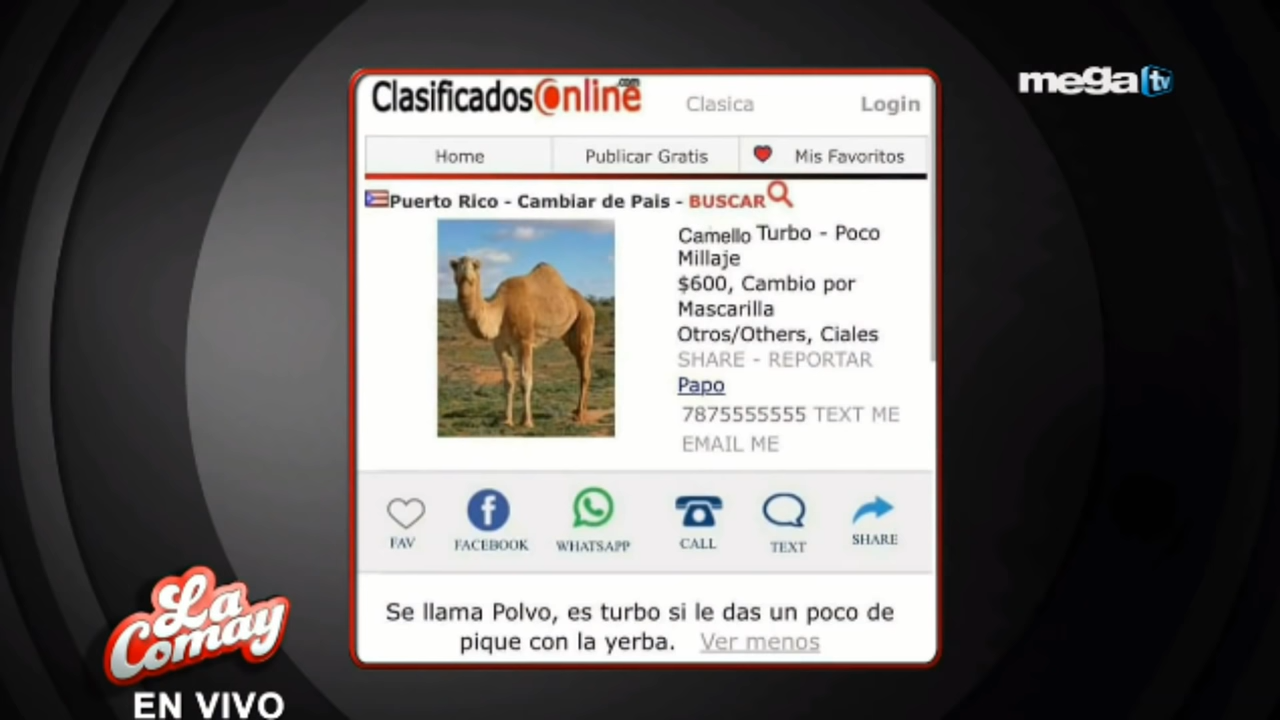 ClasificadosOnline.com
Clasica
Login
Home
Publicar Gratis
Mis Favoritos
Puerto Rico - Cambiar de Pais - BUSCAR
Camello Turbo - Poco
Millaje
$600, Cambio por
Mascarilla
Otros/Others, Ciales
SHARE - REPORTAR
Papo
7875555555 TEXT ME
EMAIL ME
FAV
FACEBOOK
WHATSAPP
CALL
TEXT
SHARE
Se llama Polvo, es turbo si le das un poco de
pique con la yerba. Ver menos
mega tv
La
Comay
EN VIVO